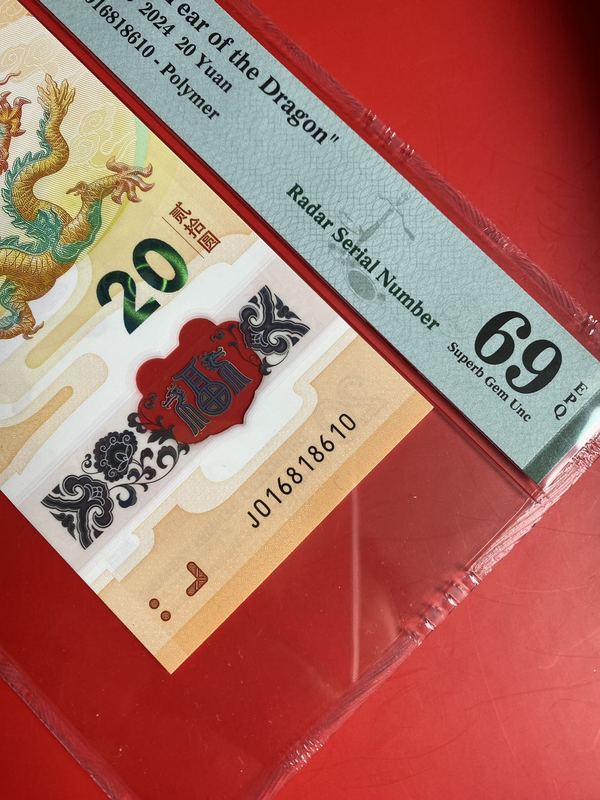 Year of the Dragon"
2024 20 Yuan
J016818610 - Polymer
Radar Serial Number
69
EPQ
Superb Gem Unc
贰拾圆
20
J016818610